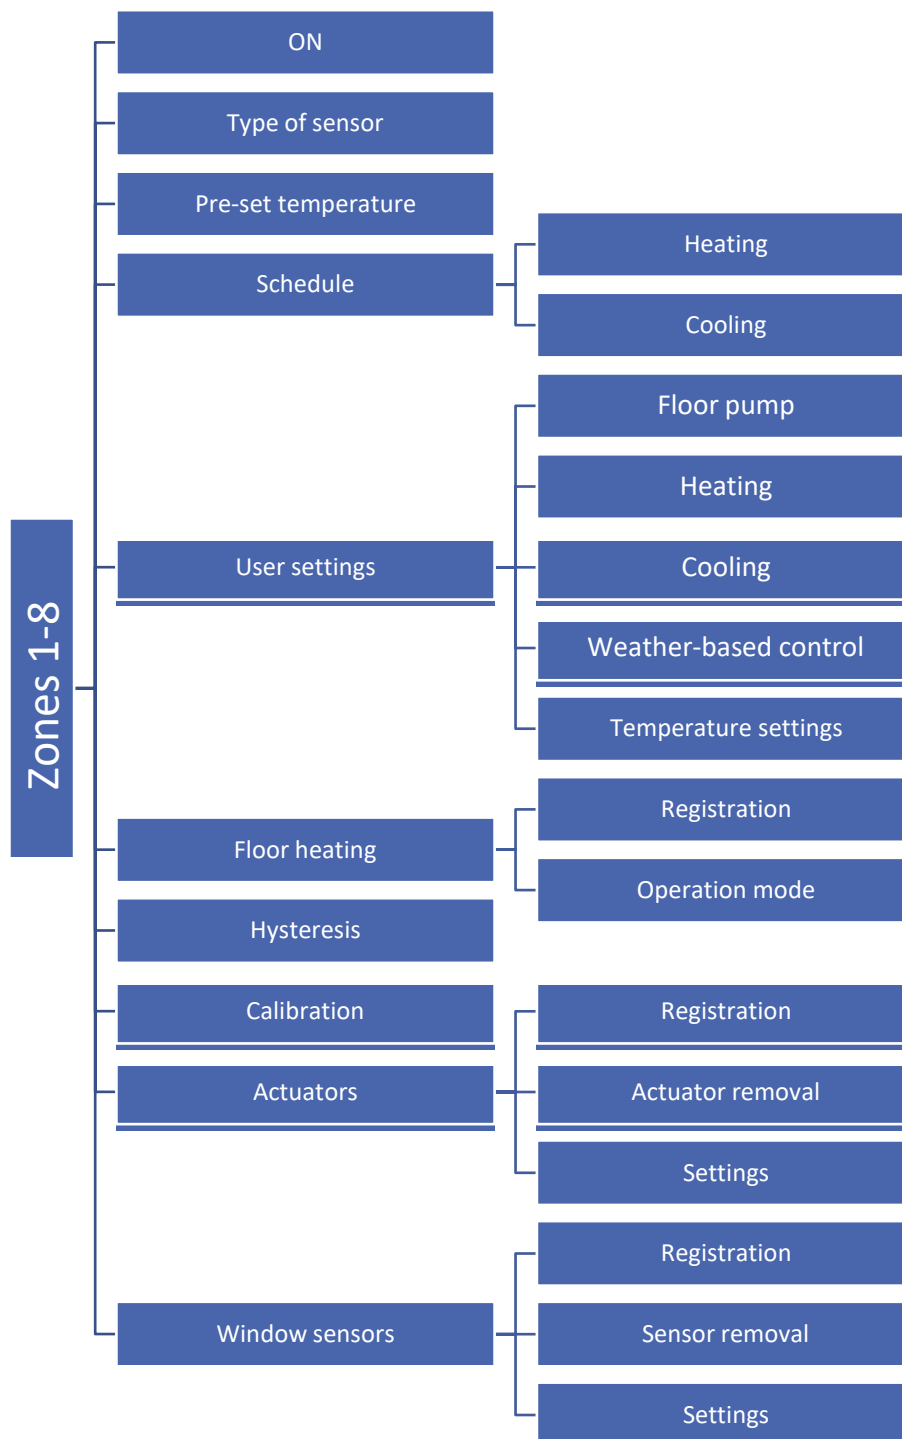 Zones 1-8
ON
Type of sensor
Pre-set temperature
Schedule
Heating
Cooling
User settings
Floor pump
Heating
Cooling
Weather-based control
Temperature settings
Floor heating
Registration
Operation mode
Hysteresis
Calibration
Actuators
Registration
Actuator removal
Settings
Window sensors
Registration
Sensor removal
Settings